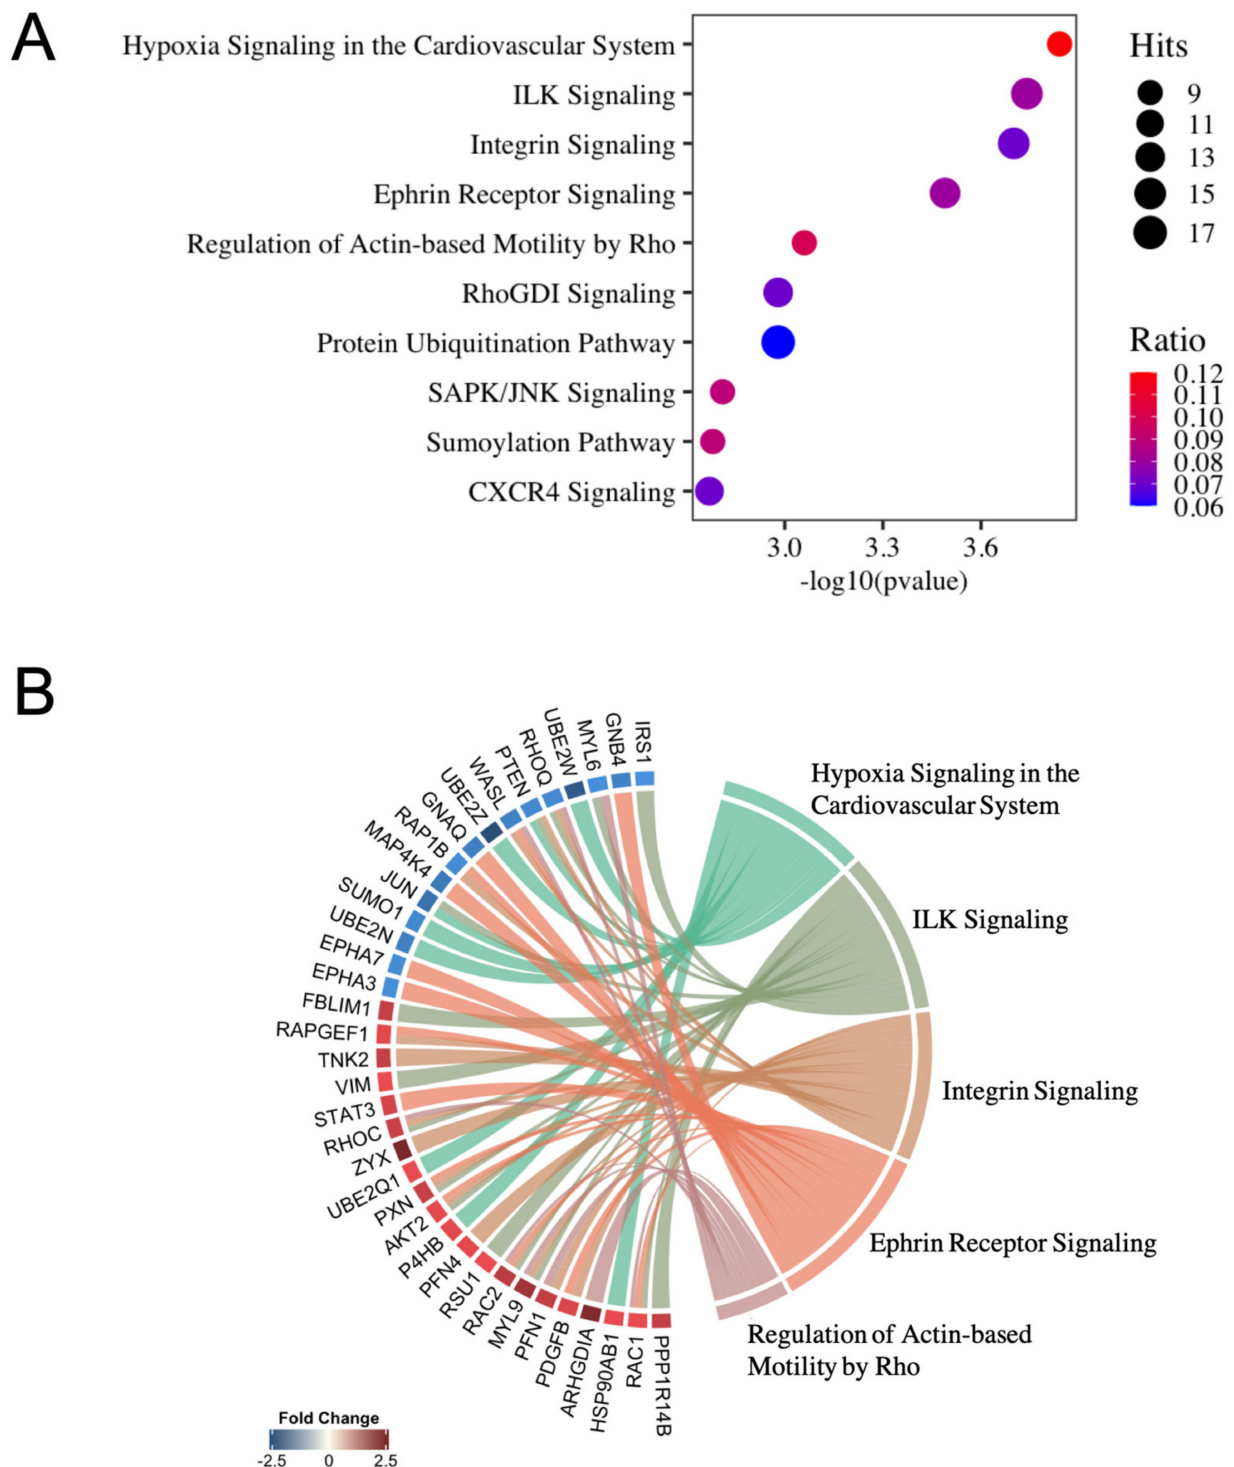 A
Hypoxia Signaling in the Cardiovascular System
ILK Signaling
Integrin Signaling
Ephrin Receptor Signaling
Regulation of Actin-based Motility by Rho
RhoGDI Signaling
Protein Ubiquitination Pathway
SAPK/JNK Signaling
Sumoylation Pathway
CXCR4 Signaling
3.0 3.3 3.6
-log10(pvalue)
Hits
9
11
13
15
17
Ratio
0.12
0.11
0.10
0.09
0.08
0.07
0.06
B
IRS1
GNB4
MYL6
UBE2W
RHOQ
PTEN
WASL
UBE2Z
GNAQ
RAP1B
MAP4K4
JUN
SUMO1
UBE2N
EPHA7
EPHA3
FBLIM1
RAPGEF1
TNK2
VIM
STAT3
RHOC
ZYX
UBE2Q1
PXN
AKT2
P4HB
PFN4
RSU1
RAC2
MYL9
PFN1
PDGFB
ARHGDIA
HSP90AB1
RAC1
PPP1R14B
Hypoxia Signaling in the
Cardiovascular System
ILK Signaling
Integrin Signaling
Ephrin Receptor Signaling
Regulation of Actin-based
Motility by Rho
Fold Change
-2.5 0 2.5